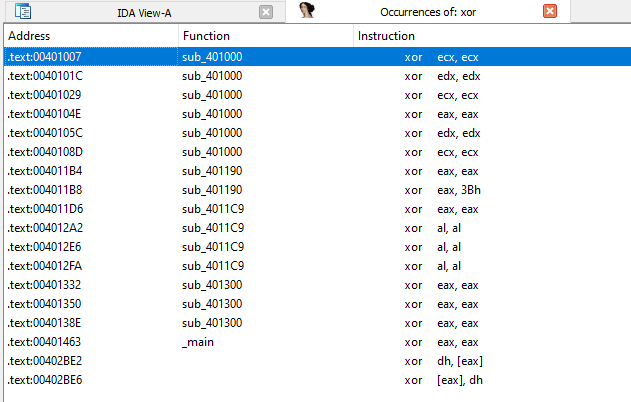 IDA View-A Occurrences of: xor
Address Function Instruction
.text:00401007 sub_401000 xor ecx, ecx
.text:0040101C sub_401000 xor edx, edx
.text:00401029 sub_401000 xor ecx, ecx
.text:0040104E sub_401000 xor eax, eax
.text:0040105C sub_401000 xor edx, edx
.text:0040108D sub_401000 xor ecx, ecx
.text:004011B4 sub_401190 xor eax, eax
.text:004011B8 sub_401190 xor eax, 3Bh
.text:004011D6 sub_4011C9 xor eax, eax
.text:004012A2 sub_4011C9 xor al, al
.text:004012E6 sub_4011C9 xor al, al
.text:004012FA sub_4011C9 xor al, al
.text:00401332 sub_401300 xor eax, eax
.text:00401350 sub_401300 xor eax, eax
.text:0040138E sub_401300 xor eax, eax
.text:00401463 _main xor eax, eax
.text:00402BE2 xor dh, [eax]
.text:00402BE6 xor [eax], dh